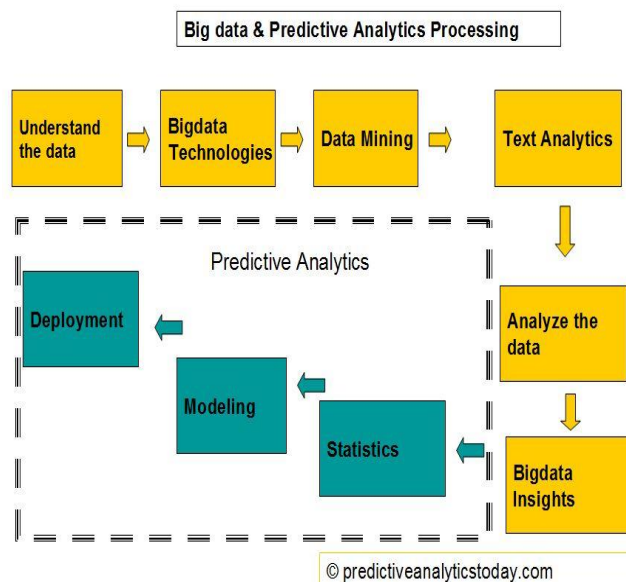 Big data & Predictive Analytics Processing
Understand
the data
Bigdata
Technologies
Data Mining
Text Analytics
Predictive Analytics
Deployment
Analyze the
data
Modeling
Statistics
Bigdata
Insights
© predictiveanalyticstoday.com